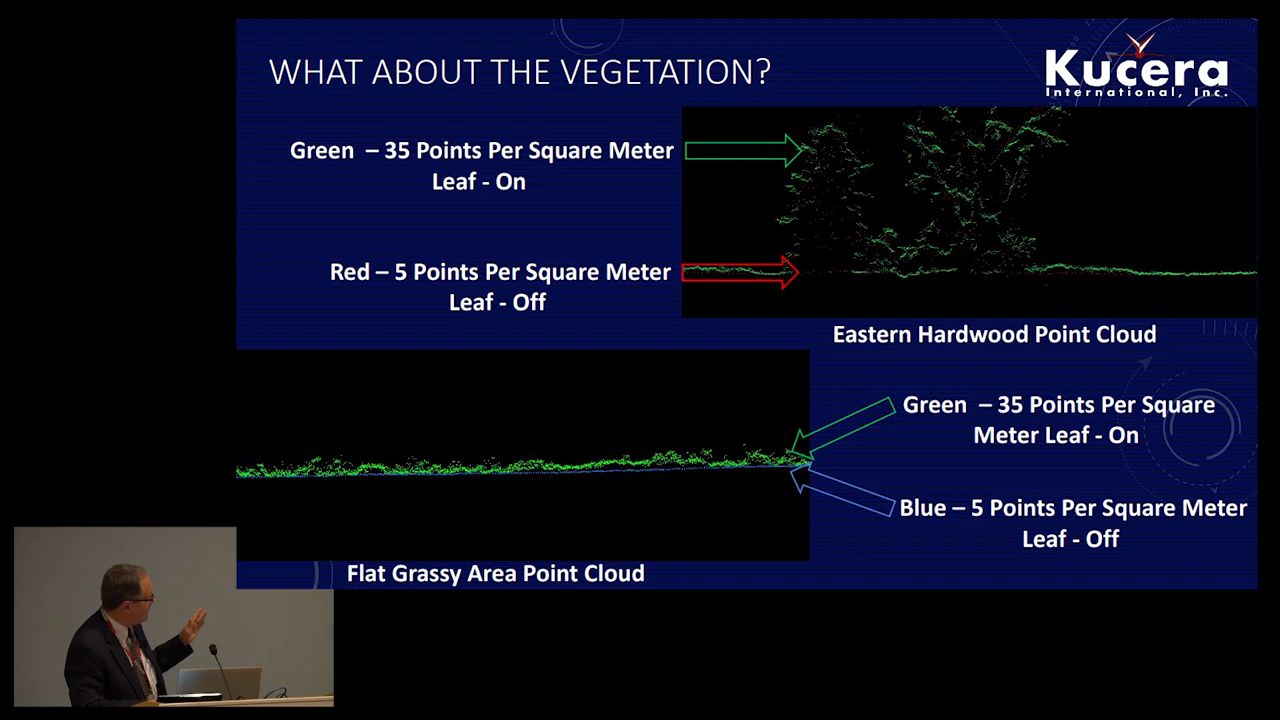 WHAT ABOUT THE VEGETATION?
Kucera
International, Inc.
Green – 35 Points Per Square Meter
Leaf - On
Red – 5 Points Per Square Meter
Leaf - Off
Eastern Hardwood Point Cloud
Green – 35 Points Per Square
Meter Leaf - On
Blue – 5 Points Per Square Meter
Leaf - Off
Flat Grassy Area Point Cloud